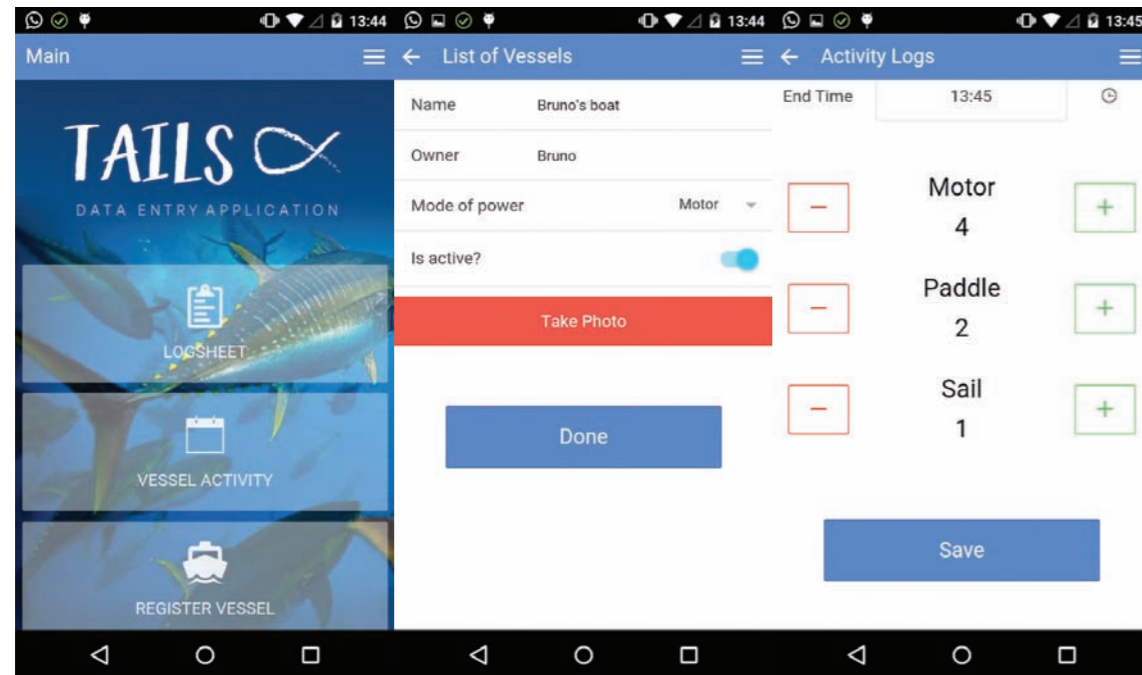 13:44
Main
TAILS
DATA ENTRY APPLICATION
LOGSHEET
VESSEL ACTIVITY
REGISTER VESSEL
13:44
List of Vessels
Name Bruno's boat
Owner Bruno
Mode of power Motor
Is active?
Take Photo
Done
13:45
Activity Logs
End Time 13:45
− Motor +
4
− Paddle +
2
− Sail +
1
Save